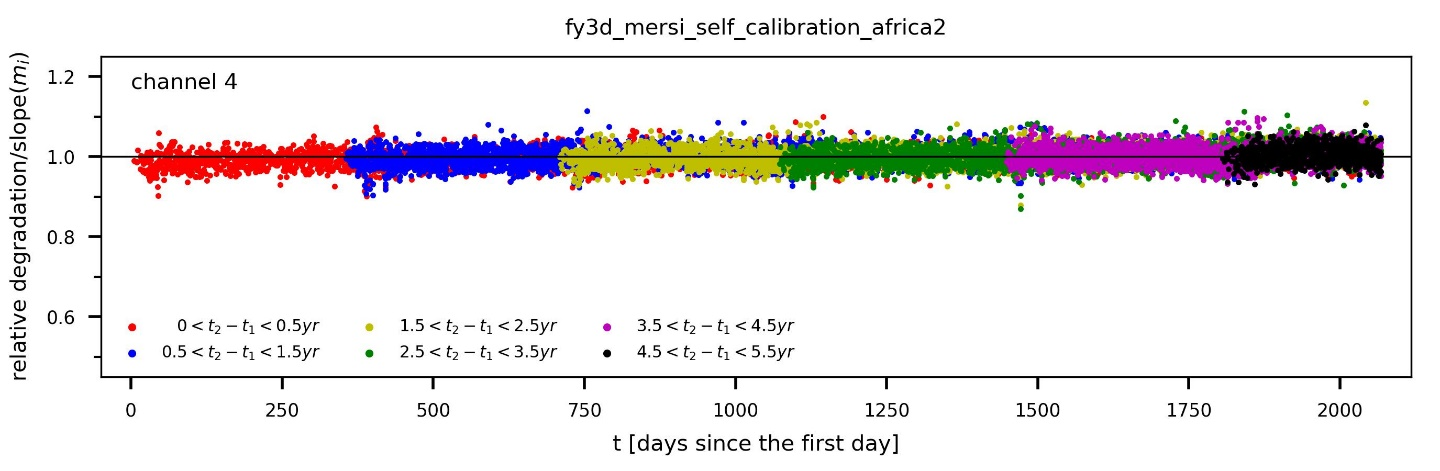 fy3d_mersi_self_calibration_africa2
relative degradation/slope(mᵢ)
channel 4
1.2
1.0
0.8
0.6
0 < t₂ − t₁ < 0.5yr
0.5 < t₂ − t₁ < 1.5yr
1.5 < t₂ − t₁ < 2.5yr
2.5 < t₂ − t₁ < 3.5yr
3.5 < t₂ − t₁ < 4.5yr
4.5 < t₂ − t₁ < 5.5yr
0 250 500 750 1000 1250 1500 1750 2000
t [days since the first day]